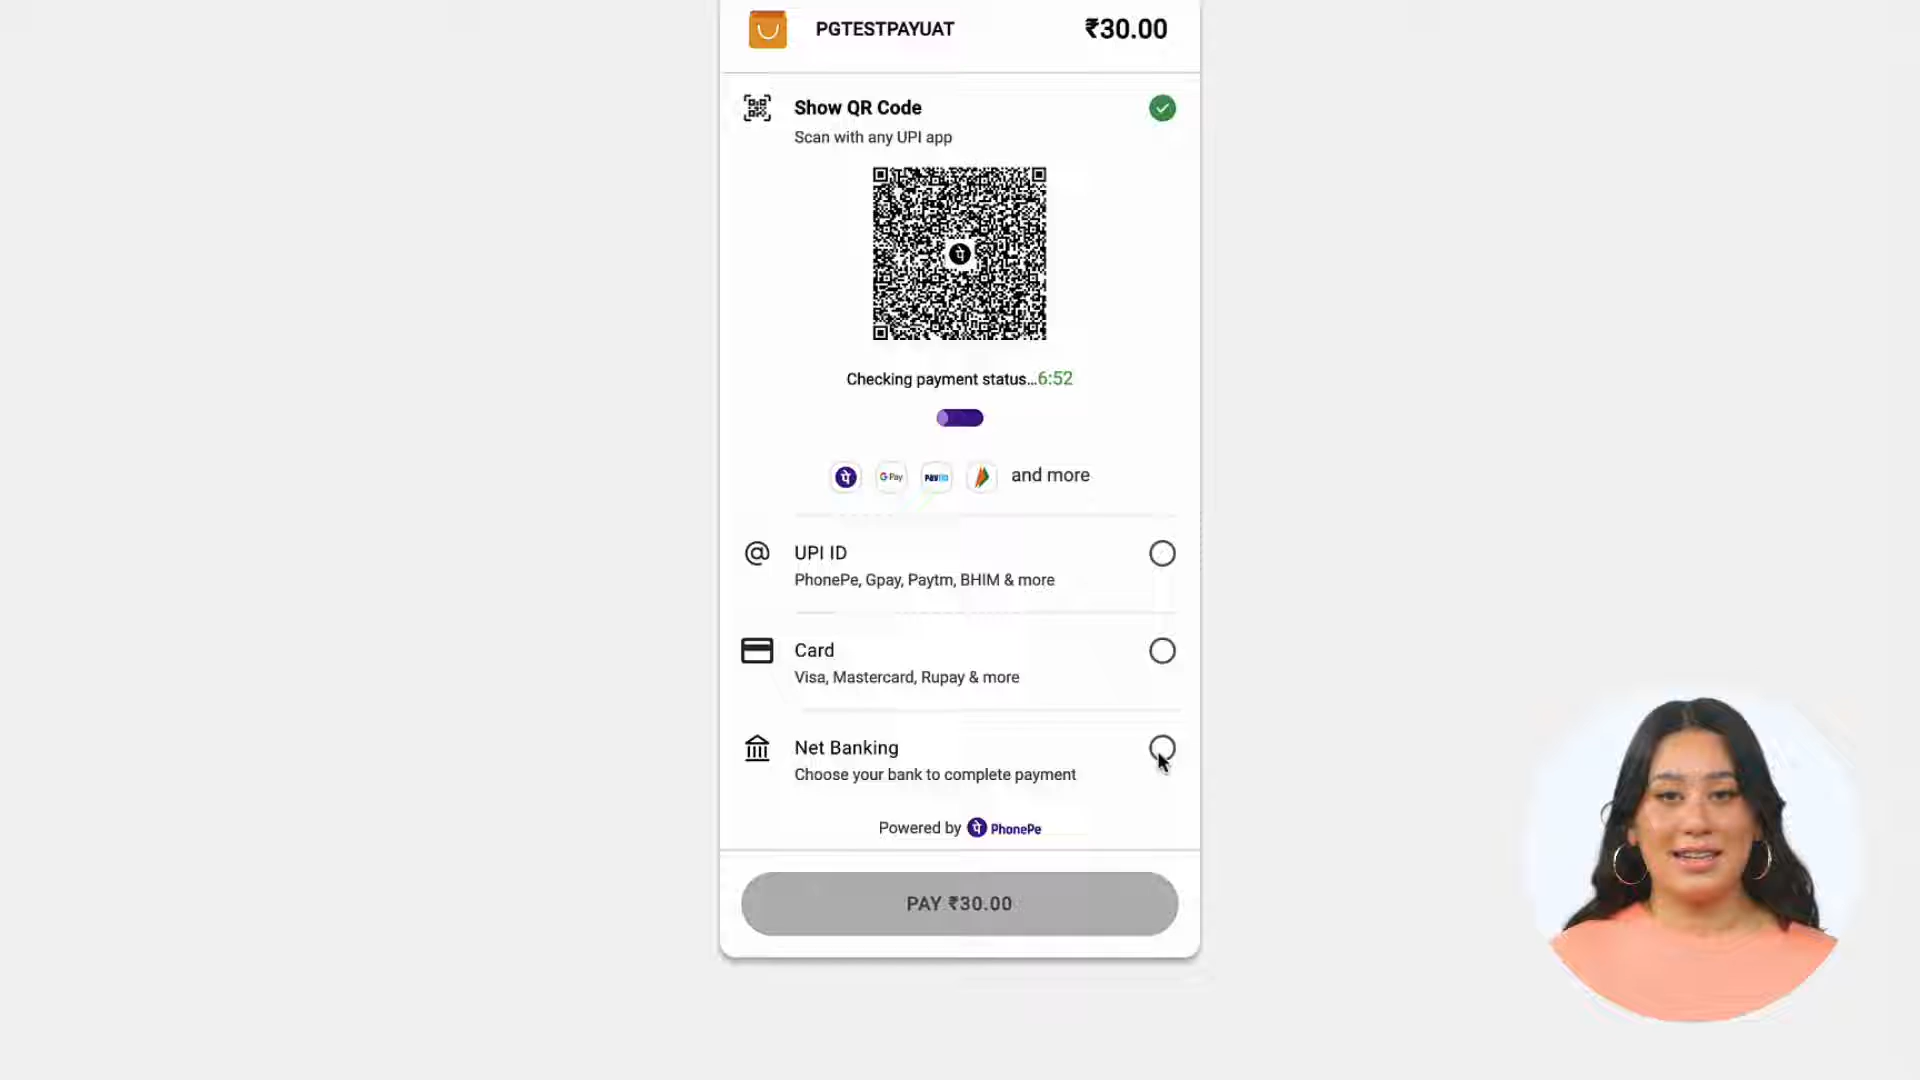 PGTESTPAYUAT ₹30.00
Show QR Code
Scan with any UPI app
Checking payment status...6:52
G Pay Paytm and more
UPI ID
PhonePe, Gpay, Paytm, BHIM & more
Card
Visa, Mastercard, Rupay & more
Net Banking
Choose your bank to complete payment
Powered by PhonePe
PAY ₹30.00